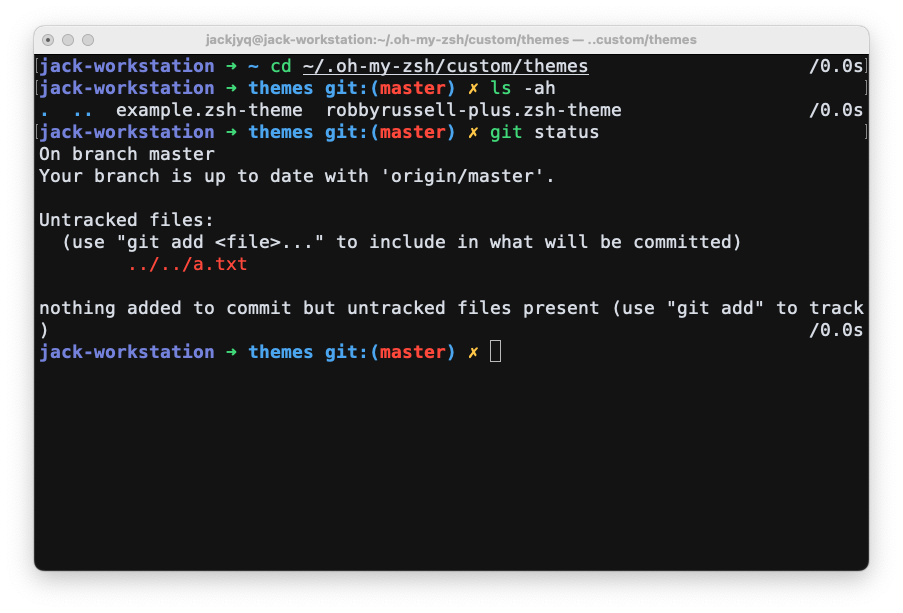 jackjyq@jack-workstation:~/.oh-my-zsh/custom/themes — ..custom/themes
[jack-workstation ➜ ~ cd ~/.oh-my-zsh/custom/themes /0.0s]
[jack-workstation ➜ themes git:(master) ✗ ls -ah ]
. .. example.zsh-theme robbyrussell-plus.zsh-theme /0.0s
[jack-workstation ➜ themes git:(master) ✗ git status ]
On branch master
Your branch is up to date with 'origin/master'.
Untracked files:
(use "git add <file>..." to include in what will be committed)
../../a.txt
nothing added to commit but untracked files present (use "git add" to track
) /0.0s
jack-workstation ➜ themes git:(master) ✗